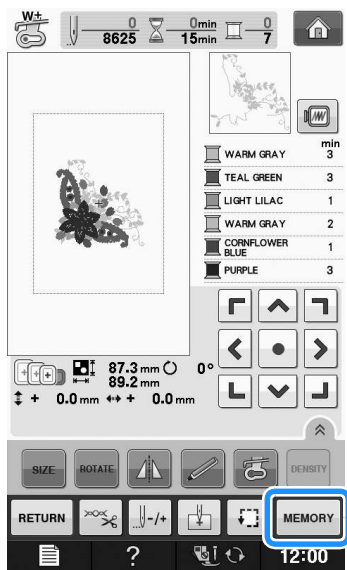 W+
0 0min 0
8625 15min 7
min
WARM GRAY 3
TEAL GREEN 3
LIGHT LILAC 1
WARM GRAY 2
CORNFLOWER
BLUE 1
PURPLE 3
87.3 mm 0°
89.2 mm
+ 0.0 mm + 0.0 mm
SIZE ROTATE DENSITY
RETURN -/+ MEMORY
? 12:00